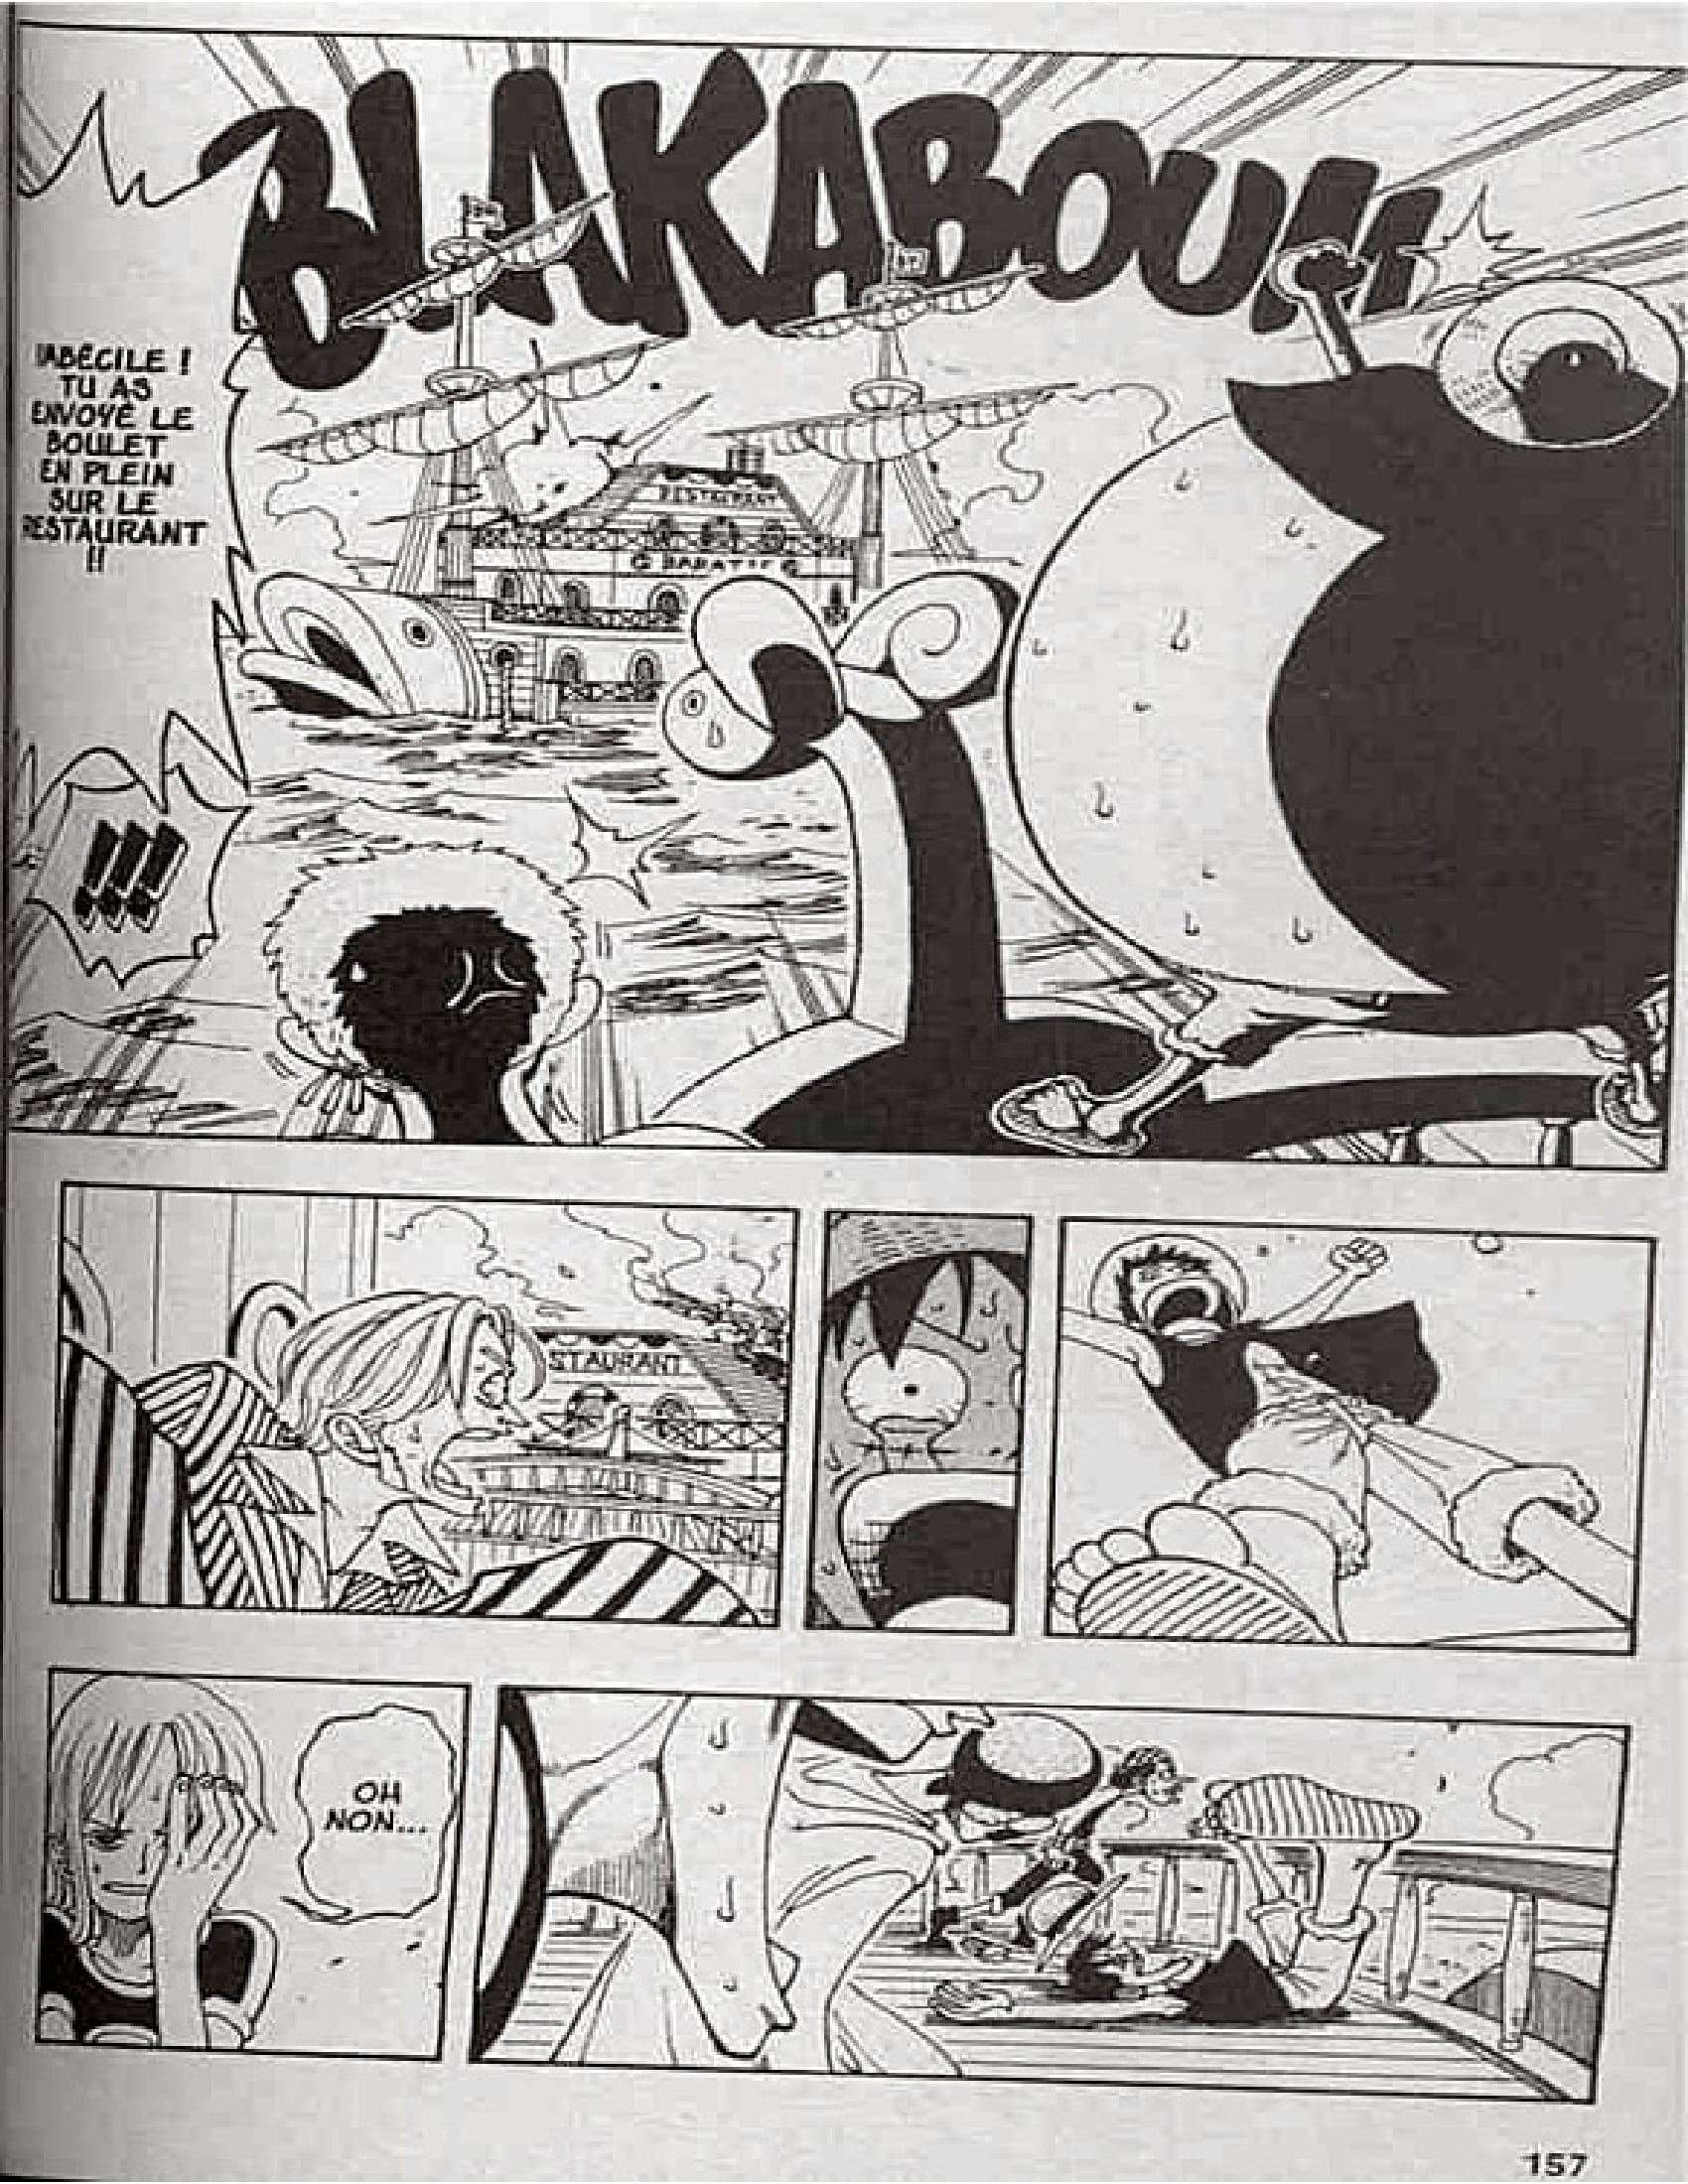 BLAKABOUM
IMBÉCILE !
TU AS
ENVOYÉ LE
BOULET
EN PLEIN
SUR LE
RESTAURANT
!!
RESTAURANT
BARATIE
!!!
STAURANT
OH
NON...
157